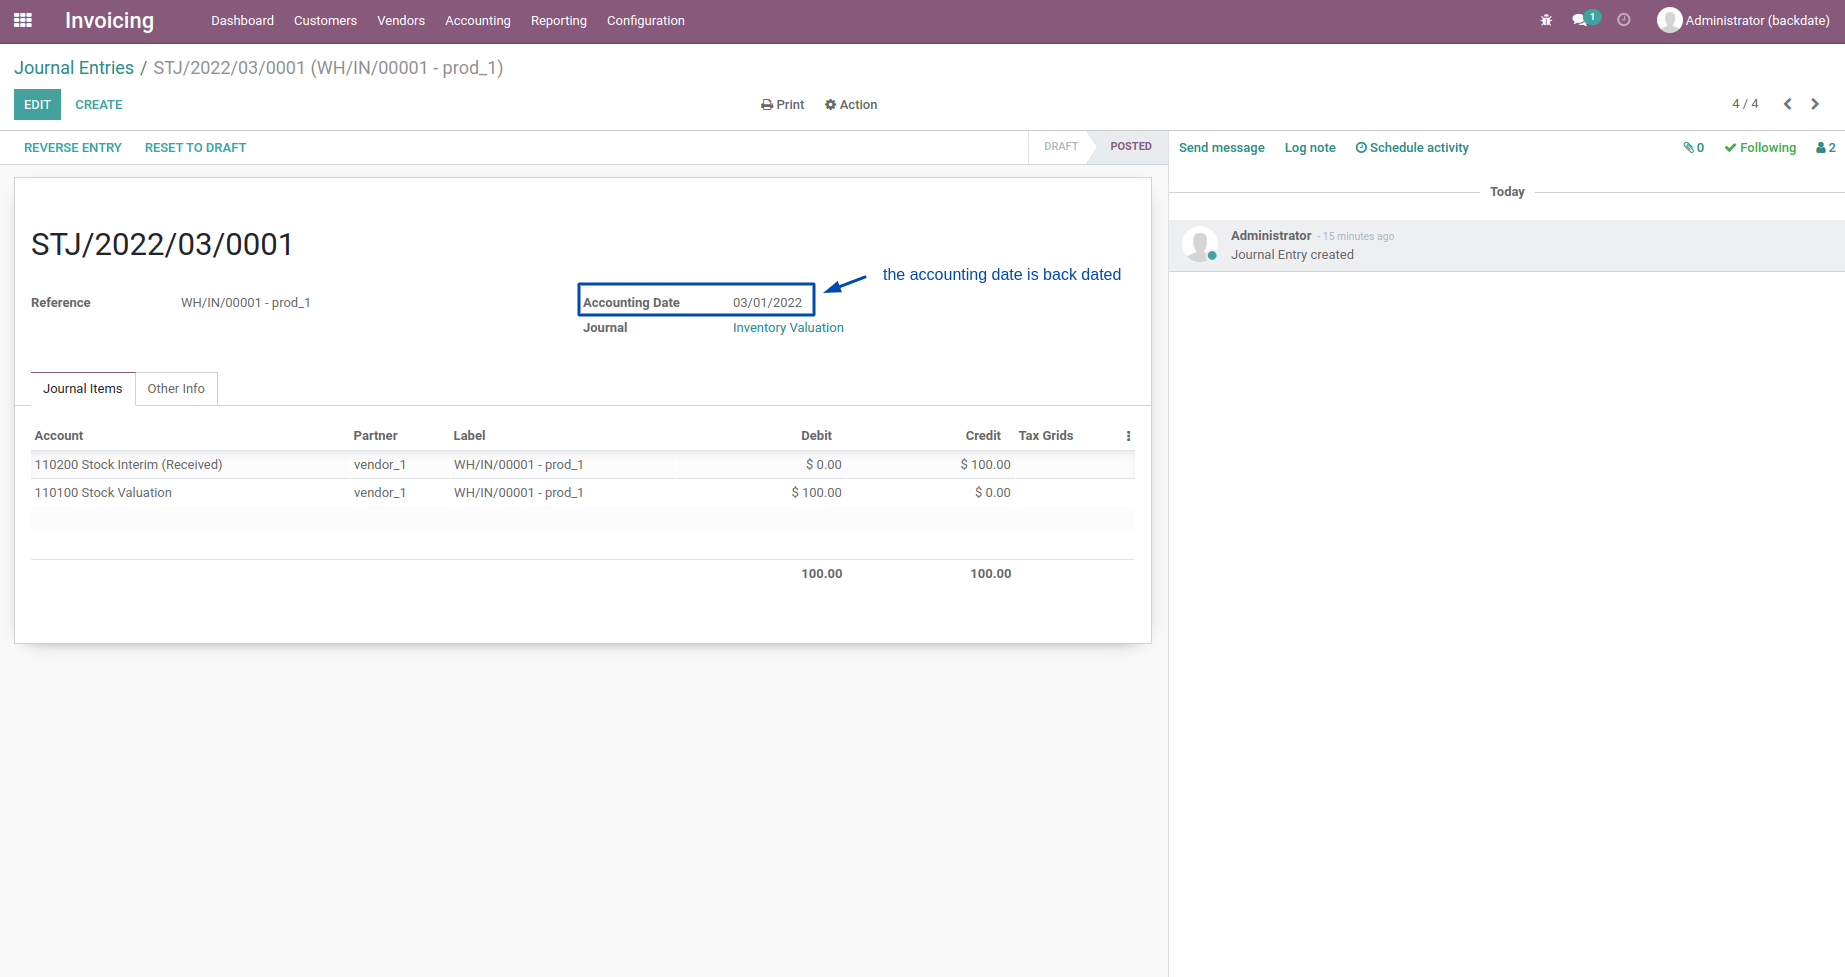 Invoicing Dashboard Customers Vendors Accounting Reporting Configuration 1 Administrator (backdate)
Journal Entries / STJ/2022/03/0001 (WH/IN/00001 - prod_1)
EDIT CREATE Print Action 4 / 4
REVERSE ENTRY RESET TO DRAFT DRAFT POSTED
STJ/2022/03/0001
the accounting date is back dated
Reference WH/IN/00001 - prod_1 Accounting Date 03/01/2022
Journal Inventory Valuation
Journal Items Other Info
Account Partner Label Debit Credit Tax Grids
110200 Stock Interim (Received) vendor_1 WH/IN/00001 - prod_1 $ 0.00 $ 100.00
110100 Stock Valuation vendor_1 WH/IN/00001 - prod_1 $ 100.00 $ 0.00
100.00 100.00
Send message Log note Schedule activity 0 Following 2
Today
Administrator - 15 minutes ago
Journal Entry created